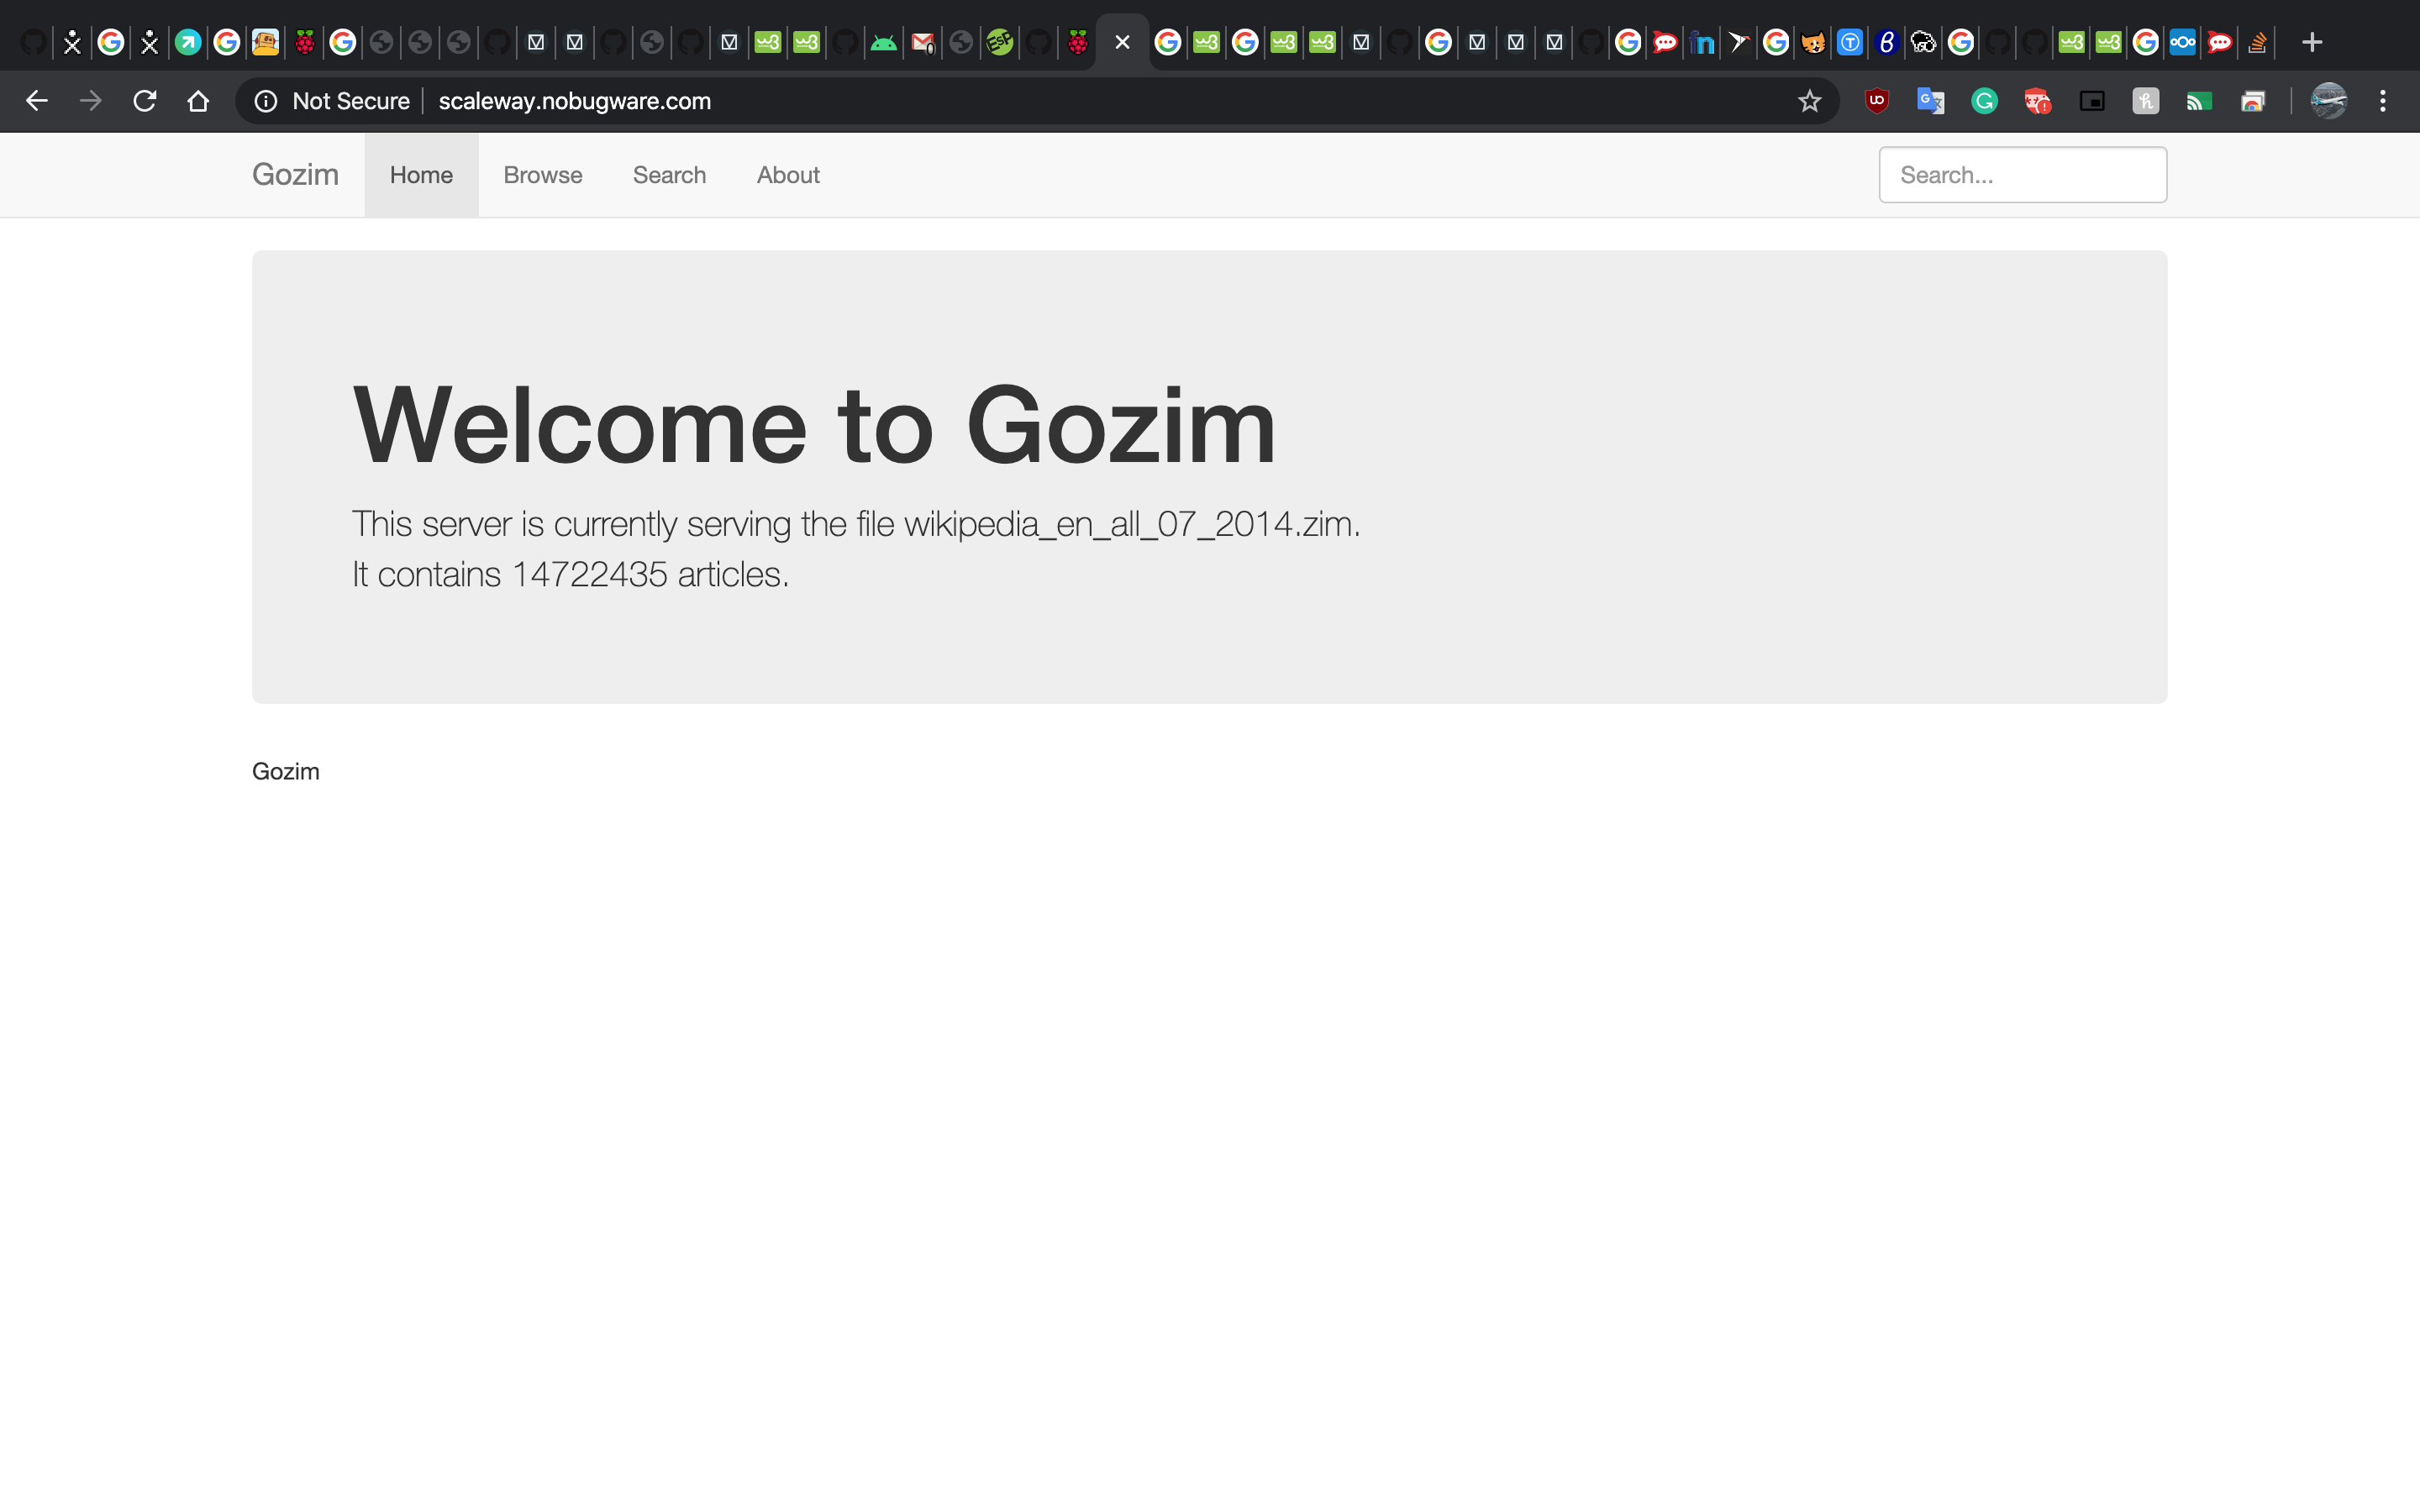 Not Secure scaleway.nobugware.com
Gozim Home Browse Search About Search...
Welcome to Gozim
This server is currently serving the file wikipedia_en_all_07_2014.zim.
It contains 14722435 articles.
Gozim